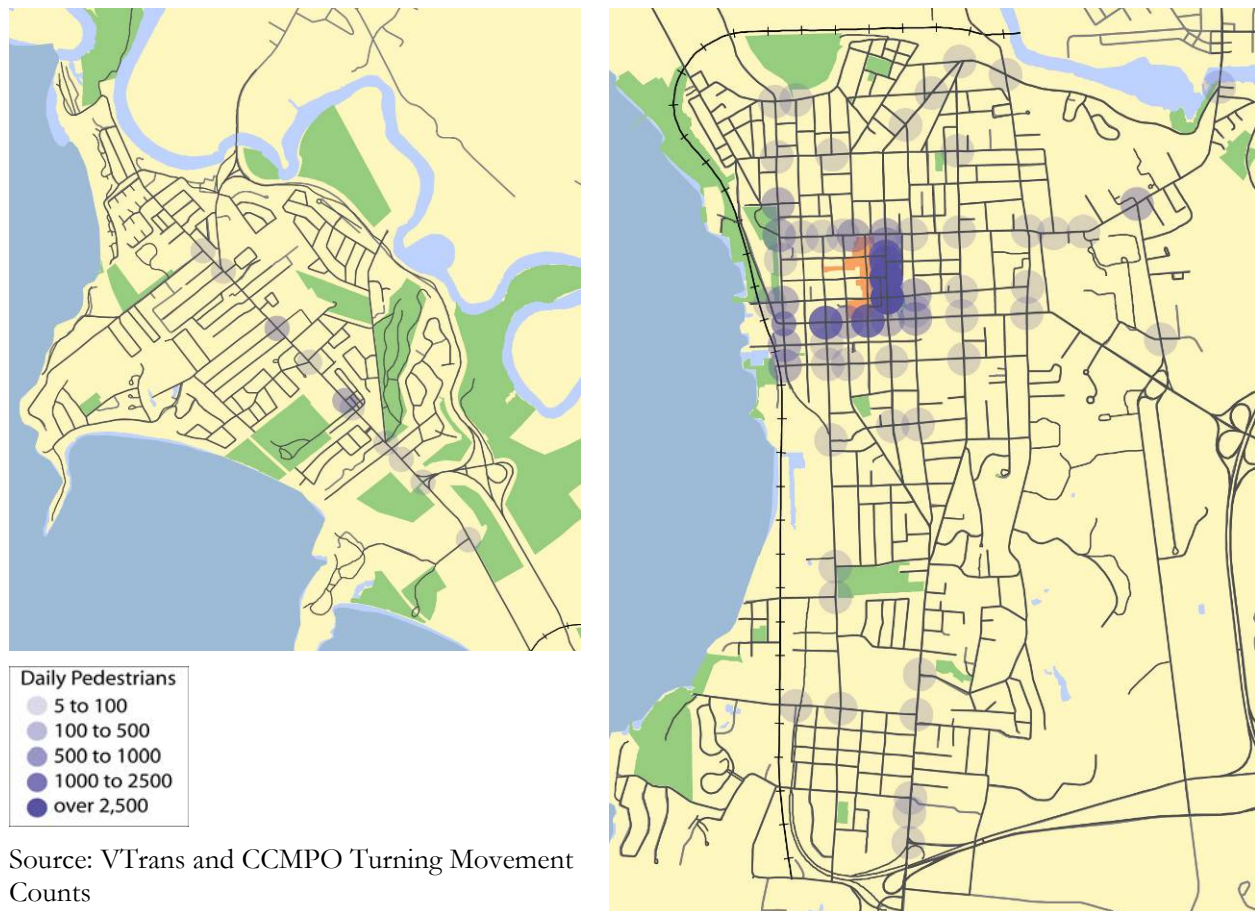 Daily Pedestrians
5 to 100
100 to 500
500 to 1000
1000 to 2500
over 2,500
Source: VTrans and CCMPO Turning Movement
Counts